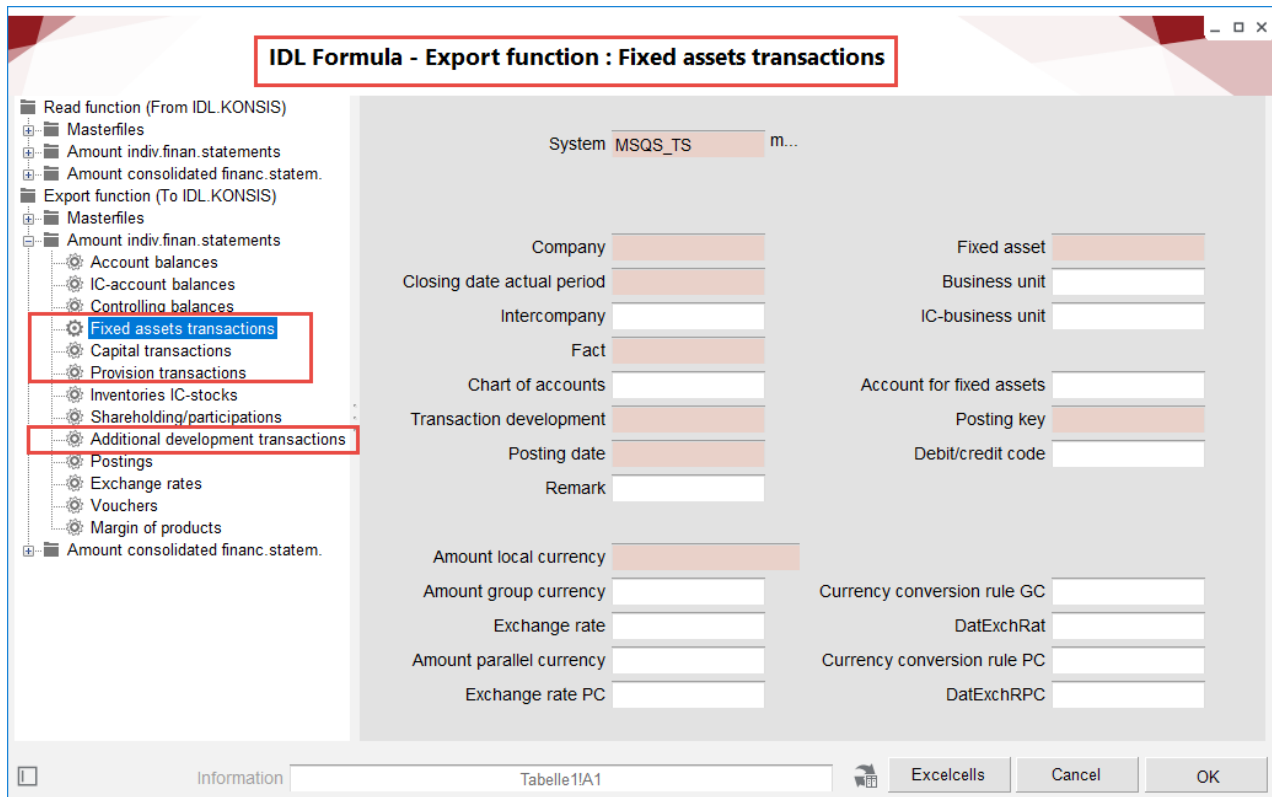 IDL Formula - Export function : Fixed assets transactions
Read function (From IDL.KONSIS)
Masterfiles
Amount indiv.finan.statements
Amount consolidated financ.statem.
Export function (To IDL.KONSIS)
Masterfiles
Amount indiv.finan.statements
Account balances
IC-account balances
Controlling balances
Fixed assets transactions
Capital transactions
Provision transactions
Inventories IC-stocks
Shareholding/participations
Additional development transactions
Postings
Exchange rates
Vouchers
Margin of products
Amount consolidated financ.statem.
System MSQS_TS m...
Company Fixed asset
Closing date actual period Business unit
Intercompany IC-business unit
Fact
Chart of accounts Account for fixed assets
Transaction development Posting key
Posting date Debit/credit code
Remark
Amount local currency
Amount group currency Currency conversion rule GC
Exchange rate DatExchRat
Amount parallel currency Currency conversion rule PC
Exchange rate PC DatExchRPC
Information Tabelle1!A1 Excelcells Cancel OK